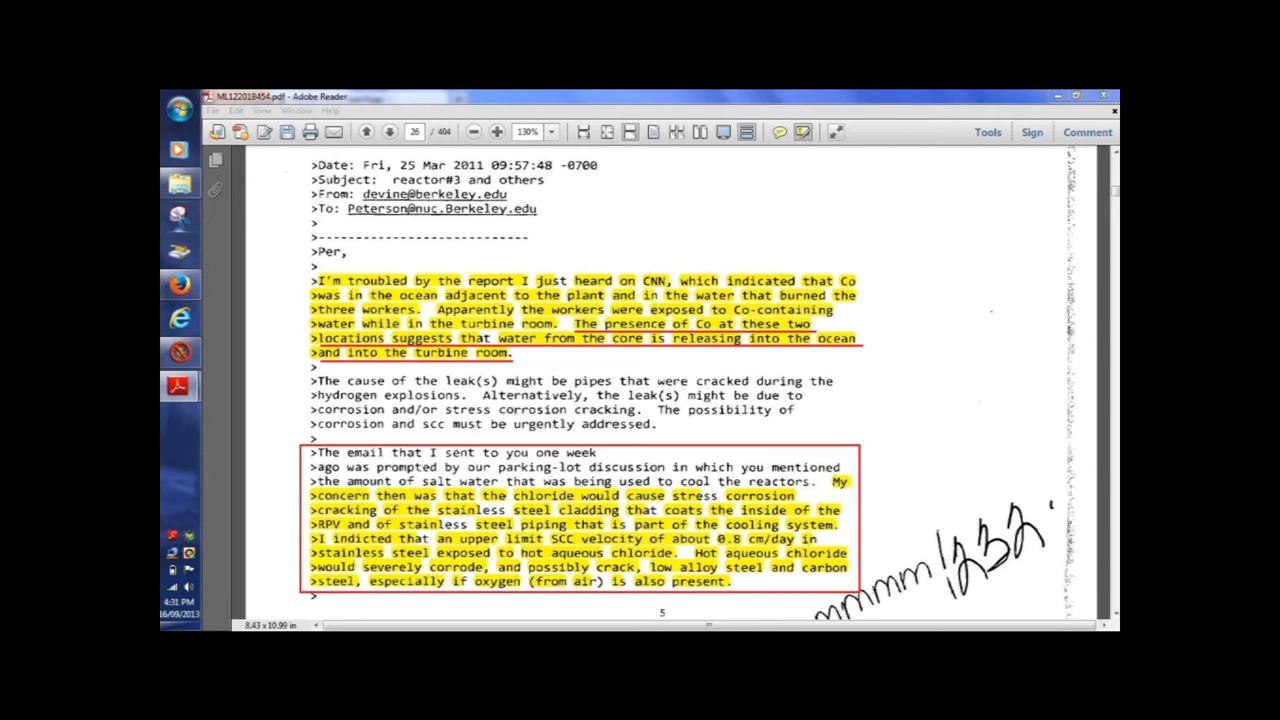 ML12201B454.pdf - Adobe Reader
File Edit View Window Help
26 / 404 130% Tools Sign Comment
>Date: Fri, 25 Mar 2011 09:57:48 -0700
>Subject: reactor#3 and others
>From: devine@berkeley.edu
>To: Peterson@nuc.Berkeley.edu
>
>-----------------------------
>Per,
>
>I'm troubled by the report I just heard on CNN, which indicated that Co
>was in the ocean adjacent to the plant and in the water that burned the
>three workers. Apparently the workers were exposed to Co-containing
>water while in the turbine room. The presence of Co at these two
>locations suggests that water from the core is releasing into the ocean
>and into the turbine room.
>
>The cause of the leak(s) might be pipes that were cracked during the
>hydrogen explosions. Alternatively, the leak(s) might be due to
>corrosion and/or stress corrosion cracking. The possibility of
>corrosion and scc must be urgently addressed.
>
>The email that I sent to you one week
>ago was prompted by our parking-lot discussion in which you mentioned
>the amount of salt water that was being used to cool the reactors. My
>concern then was that the chloride would cause stress corrosion
>cracking of the stainless steel cladding that coats the inside of the
>RPV and of stainless steel piping that is part of the cooling system.
>I indicted that an upper limit SCC velocity of about 0.8 cm/day in
>stainless steel exposed to hot aqueous chloride. Hot aqueous chloride
>would severely corrode, and possibly crack, low alloy steel and carbon
>steel, especially if oxygen (from air) is also present.
>
mmmmm1232
5
8.43 x 10.99 in
4:31 PM
16/09/2013